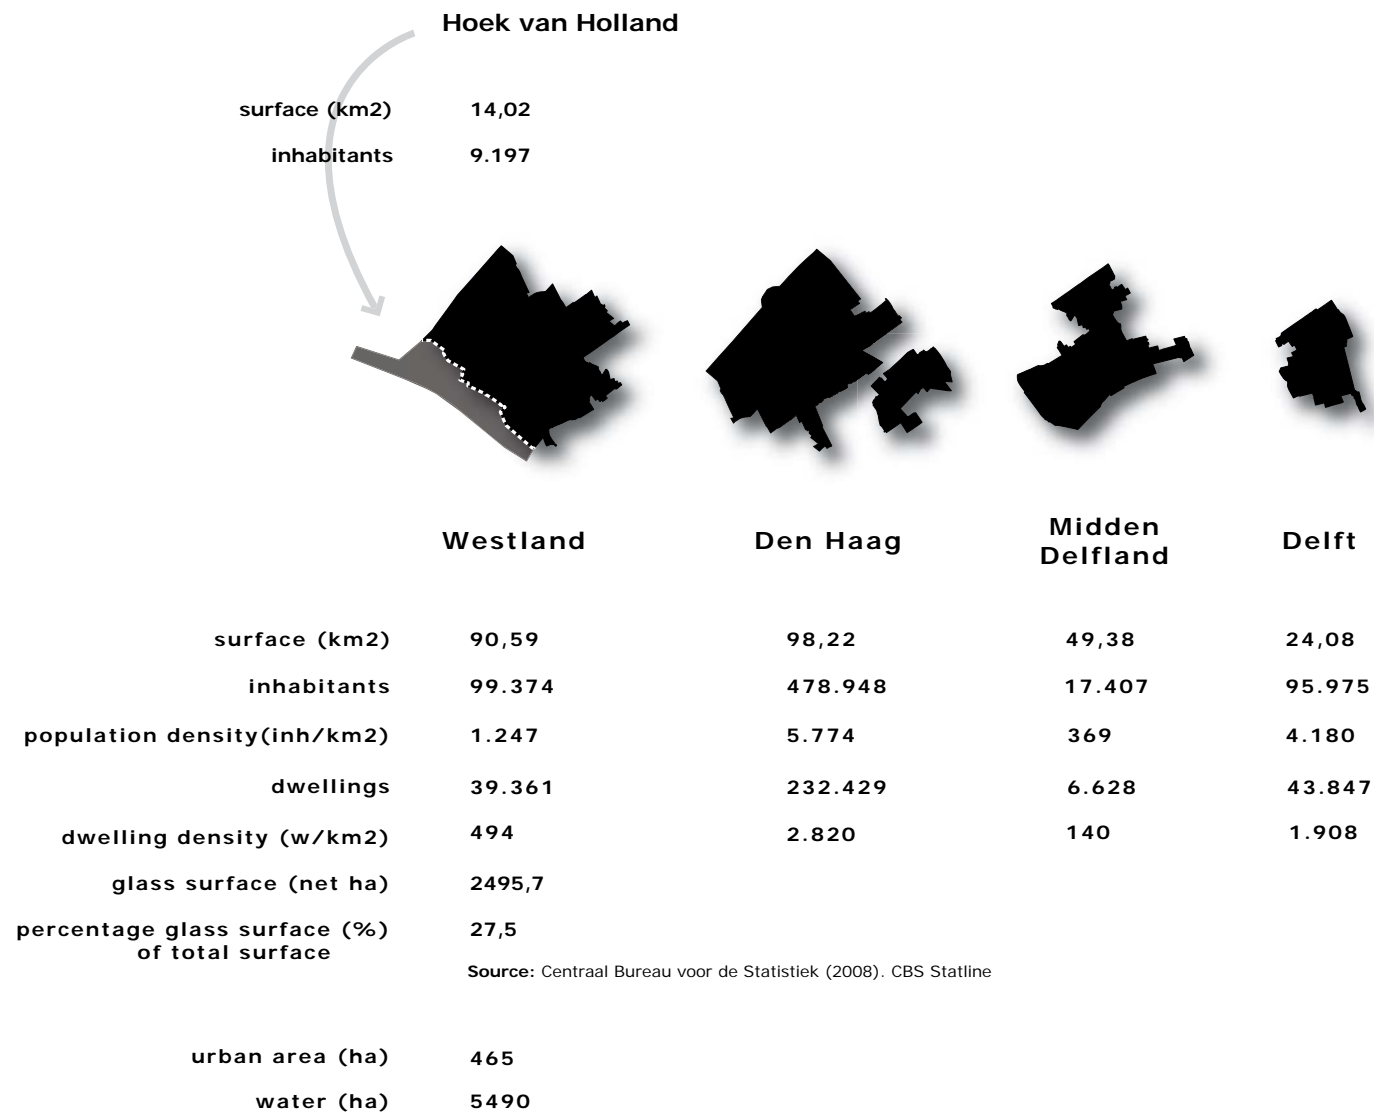 Hoek van Holland
surface (km2) 14,02
inhabitants 9.197
Westland Den Haag Midden Delfland Delft
surface (km2) 90,59 98,22 49,38 24,08
inhabitants 99.374 478.948 17.407 95.975
population density(inh/km2) 1.247 5.774 369 4.180
dwellings 39.361 232.429 6.628 43.847
dwelling density (w/km2) 494 2.820 140 1.908
glass surface (net ha) 2495,7
percentage glass surface (%) 27,5
of total surface
Source: Centraal Bureau voor de Statistiek (2008). CBS Statline
urban area (ha) 465
water (ha) 5490